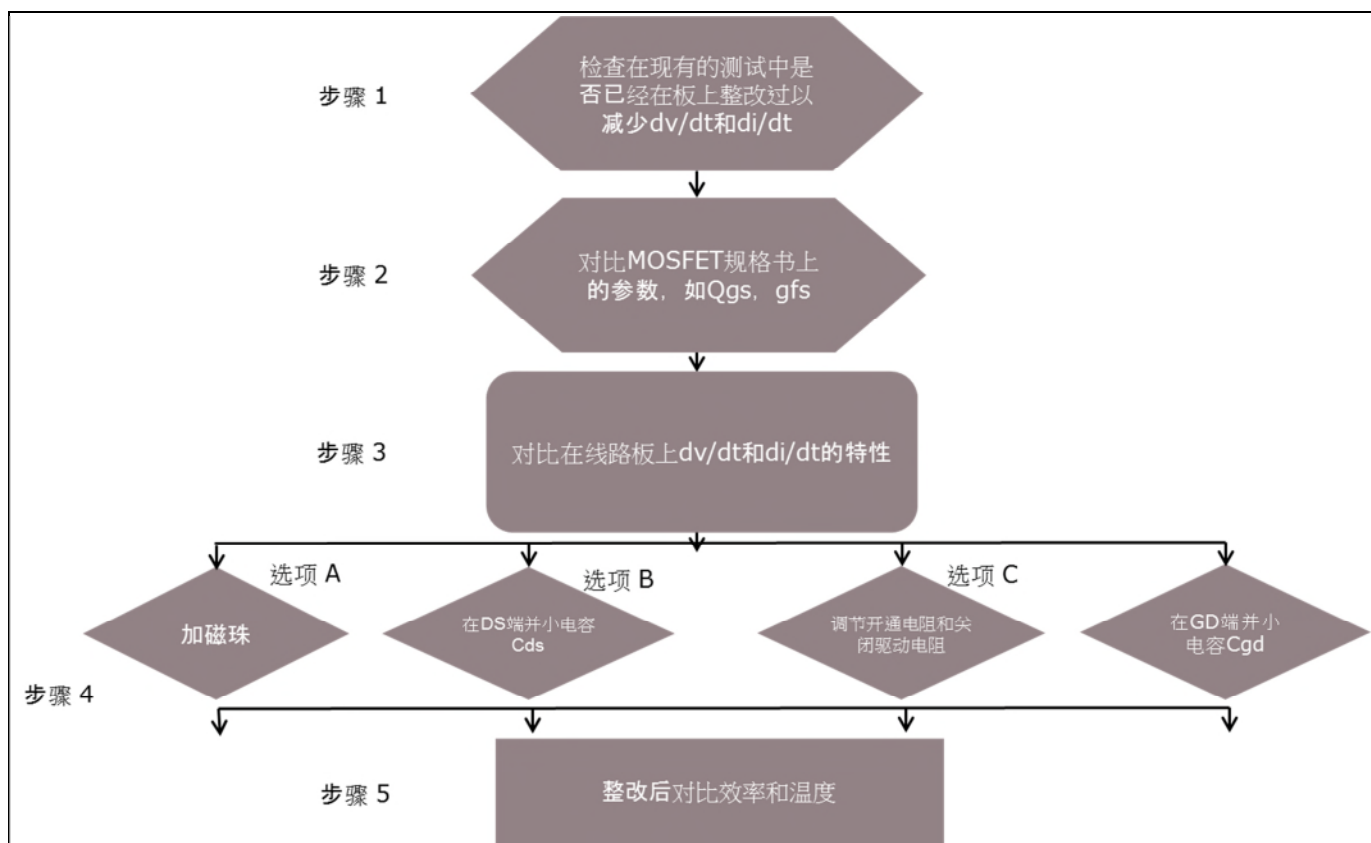 步骤 1
检查在现有的测试中是
否已经在板上整改过以
减少dv/dt和di/dt
步骤 2
对比MOSFET规格书上
的参数，如Qgs，gfs
步骤 3
对比在线路板上dv/dt和di/dt的特性
选项 A
选项 B
选项 C
加磁珠
在DS端并小电容
Cds
调节开通电阻和关
闭驱动电阻
在GD端并小
电容Cgd
步骤 4
步骤 5
整改后对比效率和温度